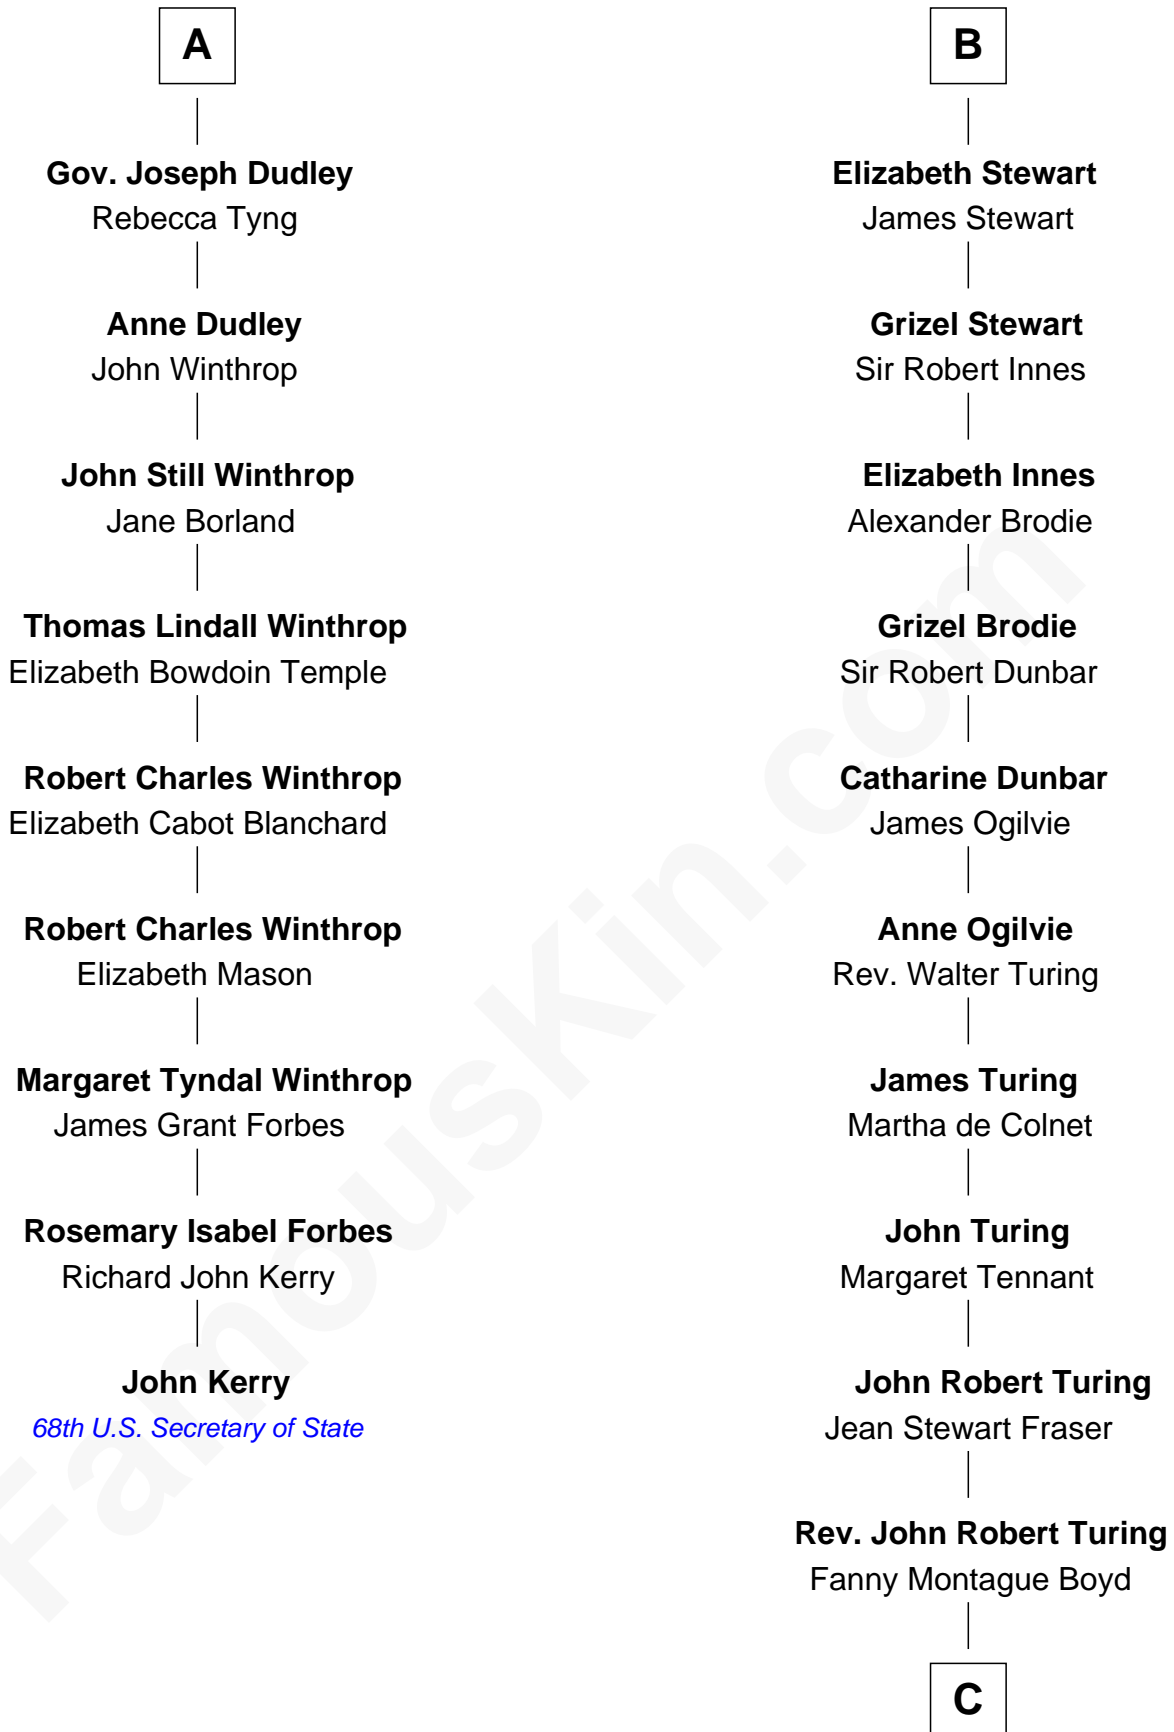 A
Gov. Joseph Dudley
Rebecca Tyng
Anne Dudley
John Winthrop
John Still Winthrop
Jane Borland
Thomas Lindall Winthrop
Elizabeth Bowdoin Temple
Robert Charles Winthrop
Elizabeth Cabot Blanchard
Robert Charles Winthrop
Elizabeth Mason
Margaret Tyndal Winthrop
James Grant Forbes
Rosemary Isabel Forbes
Richard John Kerry
John Kerry
68th U.S. Secretary of State
B
Elizabeth Stewart
James Stewart
Grizel Stewart
Sir Robert Innes
Elizabeth Innes
Alexander Brodie
Grizel Brodie
Sir Robert Dunbar
Catharine Dunbar
James Ogilvie
Anne Ogilvie
Rev. Walter Turing
James Turing
Martha de Colnet
John Turing
Margaret Tennant
John Robert Turing
Jean Stewart Fraser
Rev. John Robert Turing
Fanny Montague Boyd
C
FamousKin.com